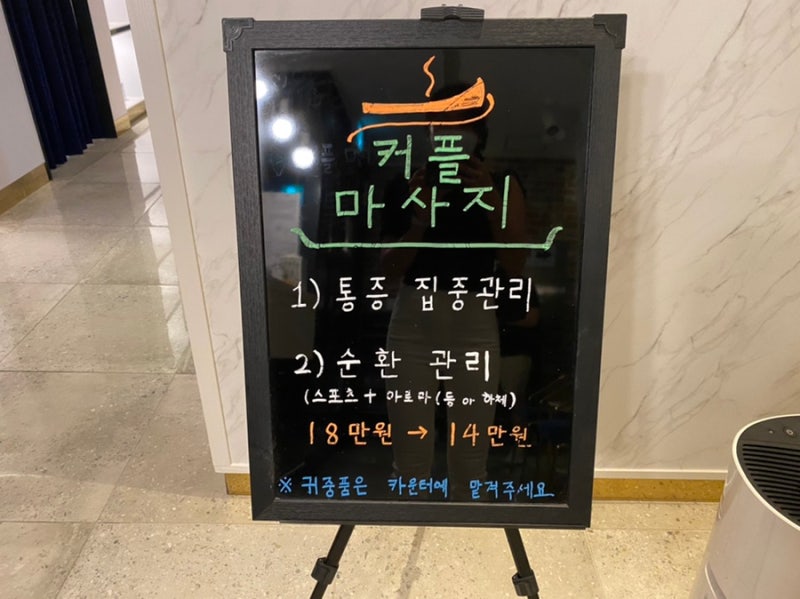 커플
마사지
1) 통증 집중관리
2) 순환 관리
(스포츠 + 아로마(등 or 하체)
18만원 → 14만원
※ 귀중품은 카운터에 맡겨주세요